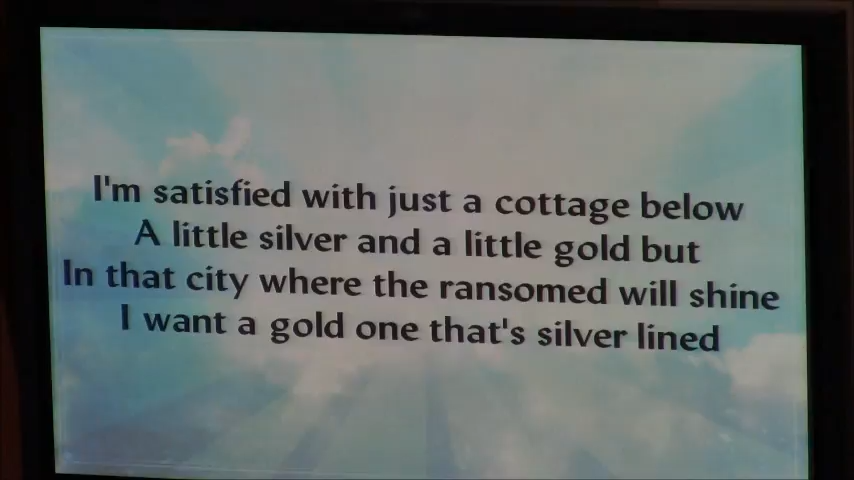 I'm satisfied with just a cottage below
A little silver and a little gold but
In that city where the ransomed will shine
I want a gold one that's silver lined